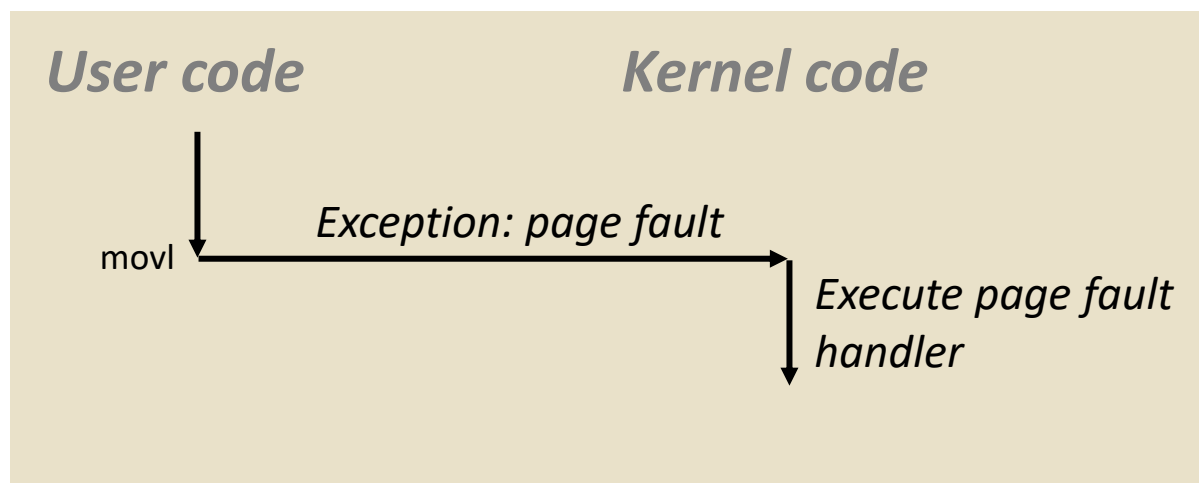 User code
Kernel code
Exception: page fault
movl
Execute page fault
handler